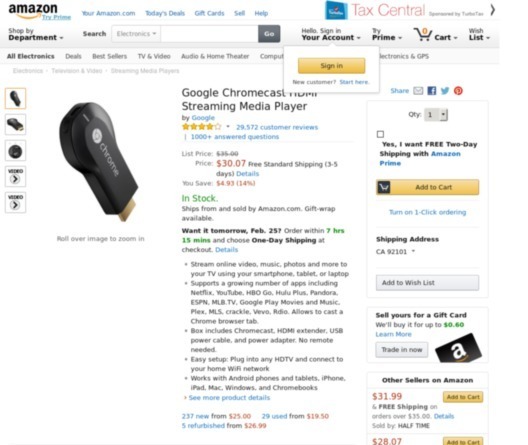 amazon
Try Prime
Your Amazon.com Today's Deals Gift Cards Sell Help
Tax Central Sponsored by TurboTax
Shop by
Department
Search Electronics Go
Hello. Sign in
Your Account
Try
Prime
0
Cart
Wish
List
All Electronics Deals Best Sellers TV & Video Audio & Home Theater Comput
lectronics & GPS
Sign in
New customer? Start here.
Electronics › Television & Video › Streaming Media Players
Google Chromecast HDMI
Streaming Media Player
by Google
29,572 customer reviews
| 1000+ answered questions
List Price: $35.00
Price: $30.07 Free Standard Shipping (3-5
days) Details
You Save: $4.93 (14%)
In Stock.
Ships from and sold by Amazon.com. Gift-wrap
available.
Want it tomorrow, Feb. 25? Order within 7 hrs
15 mins and choose One-Day Shipping at
checkout. Details
• Stream online video, music, photos and more to
your TV using your smartphone, tablet, or laptop
• Supports a growing number of apps including
Netflix, YouTube, HBO Go, Hulu Plus, Pandora,
ESPN, MLB.TV, Google Play Movies and Music,
Plex, MLS, crackle, Vevo, Rdio. Allows to cast a
Chrome browser tab.
• Box includes Chromecast, HDMI extender, USB
power cable, and power adapter. No remote
needed.
• Easy setup: Plug into any HDTV and connect to
your home WiFi network
• Works with Android phones and tablets, iPhone,
iPad, Mac, Windows, and Chromebooks
› See more product details
237 new from $25.00 29 used from $19.50
5 refurbished from $26.99
VIDEO
VIDEO
chrome
Roll over image to zoom in
Share
Qty: 1
Yes, I want FREE Two-Day
Shipping with Amazon
Prime
Add to Cart
Turn on 1-Click ordering
Shipping Address
CA 92101
Add to Wish List
Sell yours for a Gift Card
We'll buy it for up to $0.60
Learn More
Trade in now
a
Other Sellers on Amazon
$31.99
Add to Cart
& FREE Shipping on
orders over $35.00. Details
Sold by: HALF TIME
$28.07
Add to Cart